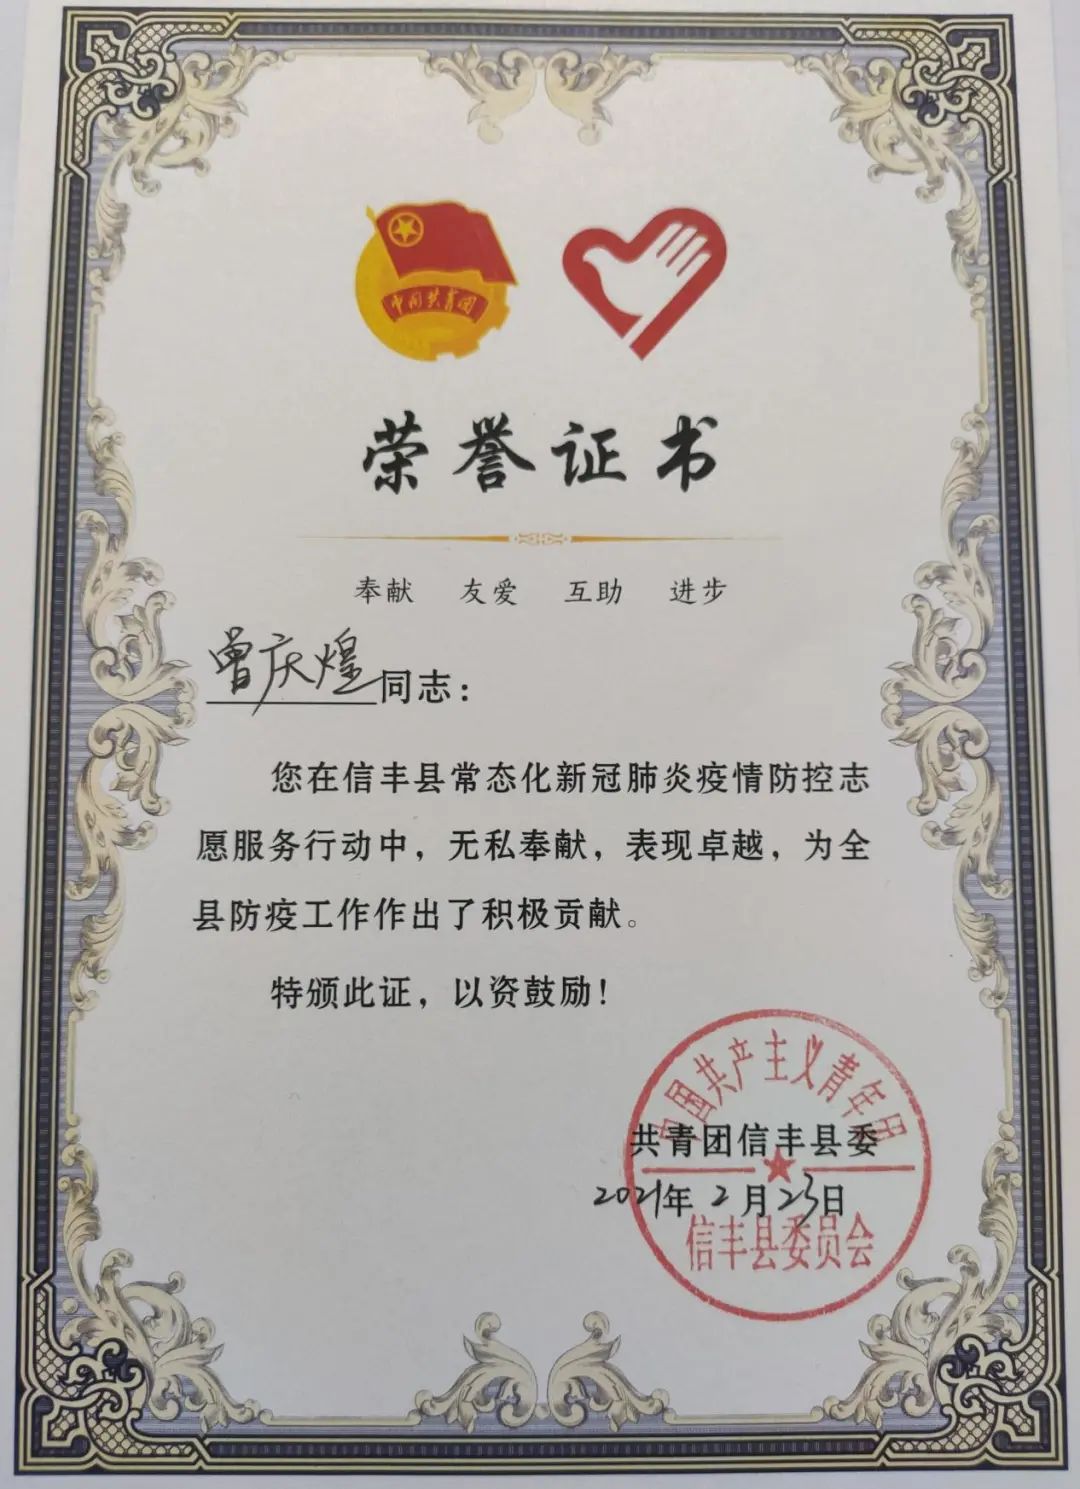 中国共青团
荣誉证书
奉献 友爱 互助 进步
曾庆煌同志：
您在信丰县常态化新冠肺炎疫情防控志
愿服务行动中，无私奉献，表现卓越，为全
县防疫工作作出了积极贡献。
特颁此证，以资鼓励！
中国共产主义青年团
共青团信丰县委
2021年2月23日
信丰县委员会